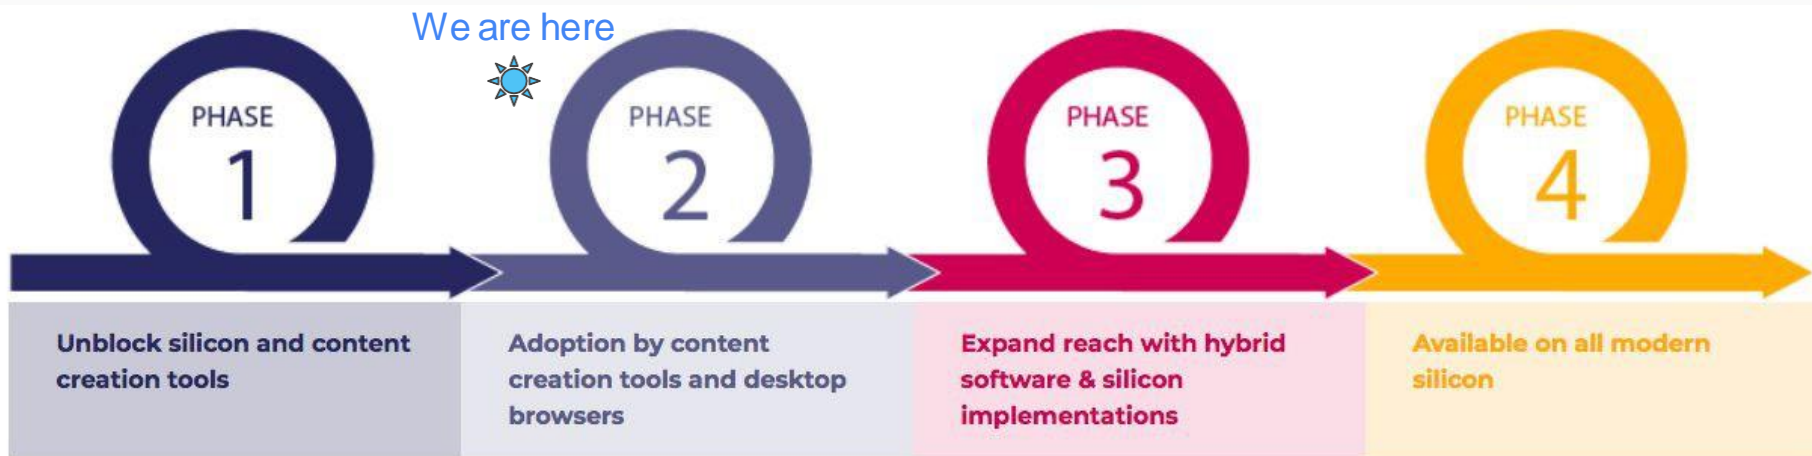 We are here
PHASE
1
PHASE
2
PHASE
3
PHASE
4
Unblock silicon and content
creation tools
Adoption by content
creation tools and desktop
browsers
Expand reach with hybrid
software & silicon
implementations
Available on all modern
silicon